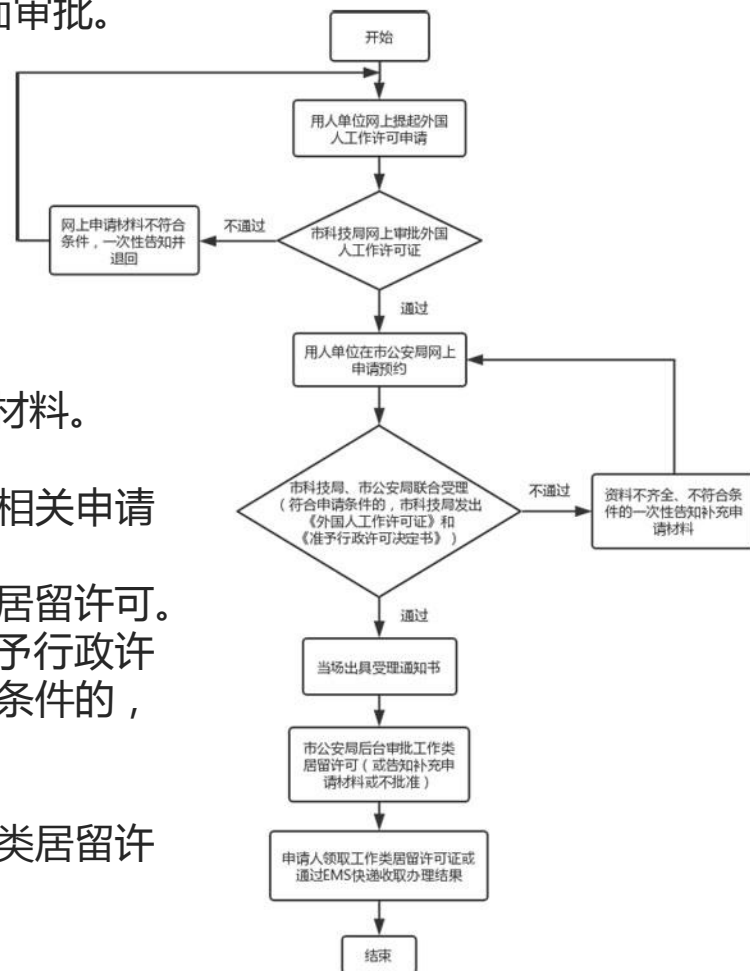 面审批。
材料。
相关申请
居留许可。
予行政许
条件的，
类居留许
开始
用人单位网上提起外国
人工作许可申请
市科技局网上审批外国
人工作许可证
不通过
网上申请材料不符合
条件，一次性告知并
退回
通过
用人单位在市公安局网上
申请预约
市科技局、市公安局联合受理
（符合申请条件的，市科技局发出
《外国人工作许可证》和
《准予行政许可决定书》）
不通过
资料不齐全、不符合条
件的一次性告知补充申
请材料
通过
当场出具受理通知书
市公安局后台审批工作类
居留许可（或告知补充申
请材料或不批准）
申请人领取工作类居留许可证或
通过EMS快递收取办理结果
结束